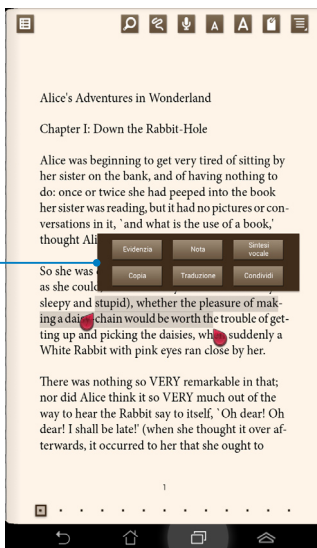 A A
Alice's Adventures in Wonderland
Chapter I: Down the Rabbit-Hole
Alice was beginning to get very tired of sitting by
her sister on the bank, and of having nothing to
do: once or twice she had peeped into the book
her sister was reading, but it had no pictures or con-
versations in it, `and what is the use of a book,'
thought
Evidenzia Nota Sintesi vocale
Copia Traduzione Condividi
So she was
as she could,
sleepy and stupid), whether the pleasure of mak-
ing a daisy-chain would be worth the trouble of get-
ting up and picking the daisies, when suddenly a
White Rabbit with pink eyes ran close by her.
There was nothing so VERY remarkable in that;
nor did Alice think it so VERY much out of the
way to hear the Rabbit say to itself, `Oh dear! Oh
dear! I shall be late!' (when she thought it over af-
terwards, it occurred to her that she ought to
1